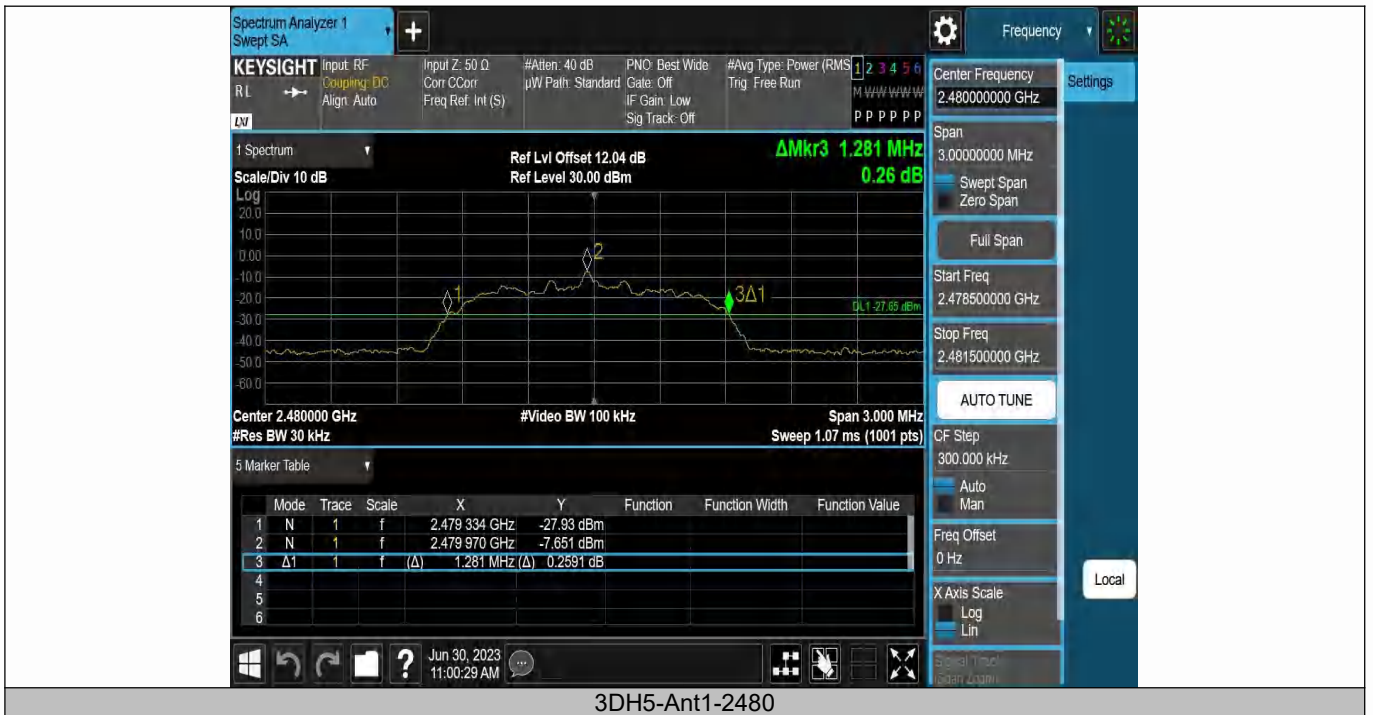 Spectrum Analyzer 1
Swept SA
+
Frequency
KEYSIGHT
RL
LXI
Input: RF
Coupling: DC
Align: Auto
Input Z: 50 Ω
Corr CCorr
Freq Ref: Int (S)
#Atten: 40 dB
µW Path: Standard
PNO: Best Wide
Gate: Off
IF Gain: Low
Sig Track: Off
#Avg Type: Power (RMS
Trig: Free Run
1 2 3 4 5 6
M W W W W W
P P P P P P
1 Spectrum
Scale/Div 10 dB
Ref Lvl Offset 12.04 dB
Ref Level 30.00 dBm
ΔMkr3 1.281 MHz
0.26 dB
Log
20.0
10.0
0.00
-10.0
-20.0
-30.0
-40.0
-50.0
-60.0
1
2
3Δ1
DL1 -27.65 dBm
Center 2.480000 GHz
#Res BW 30 kHz
#Video BW 100 kHz
Span 3.000 MHz
Sweep 1.07 ms (1001 pts)
5 Marker Table
Mode Trace Scale X Y Function Function Width Function Value
1 N 1 f 2.479 334 GHz -27.93 dBm
2 N 1 f 2.479 970 GHz -7.651 dBm
3 Δ1 1 f (Δ) 1.281 MHz (Δ) 0.2591 dB
4
5
6
?
Jun 30, 2023
11:00:29 AM
Center Frequency
2.480000000 GHz
Settings
Span
3.00000000 MHz
Swept Span
Zero Span
Full Span
Start Freq
2.478500000 GHz
Stop Freq
2.481500000 GHz
AUTO TUNE
CF Step
300.000 kHz
Auto
Man
Freq Offset
0 Hz
X Axis Scale
Log
Lin
Signal Track
(Span Zoom)
Local
3DH5-Ant1-2480